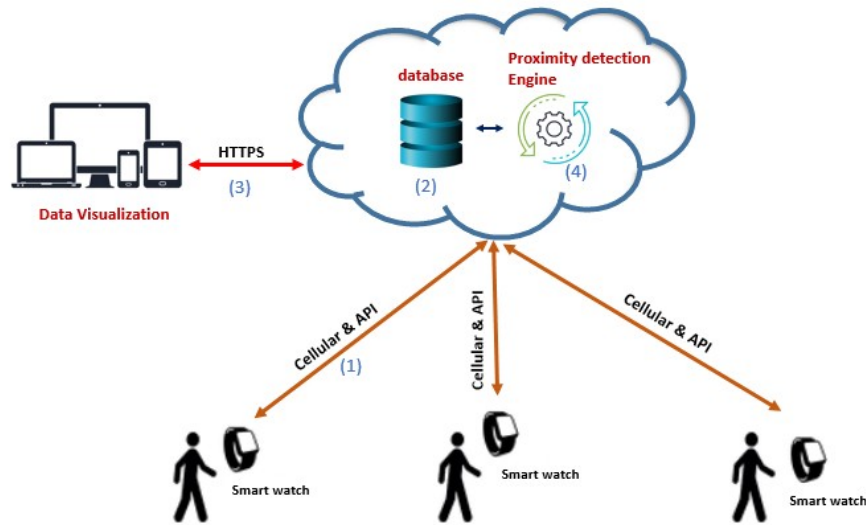 Proximity detection
Engine
database
HTTPS
(3)
(2)
(4)
Data Visualization
Cellular & API
(1)
Cellular & API
Cellular & API
Smart watch
Smart watch
Smart watch